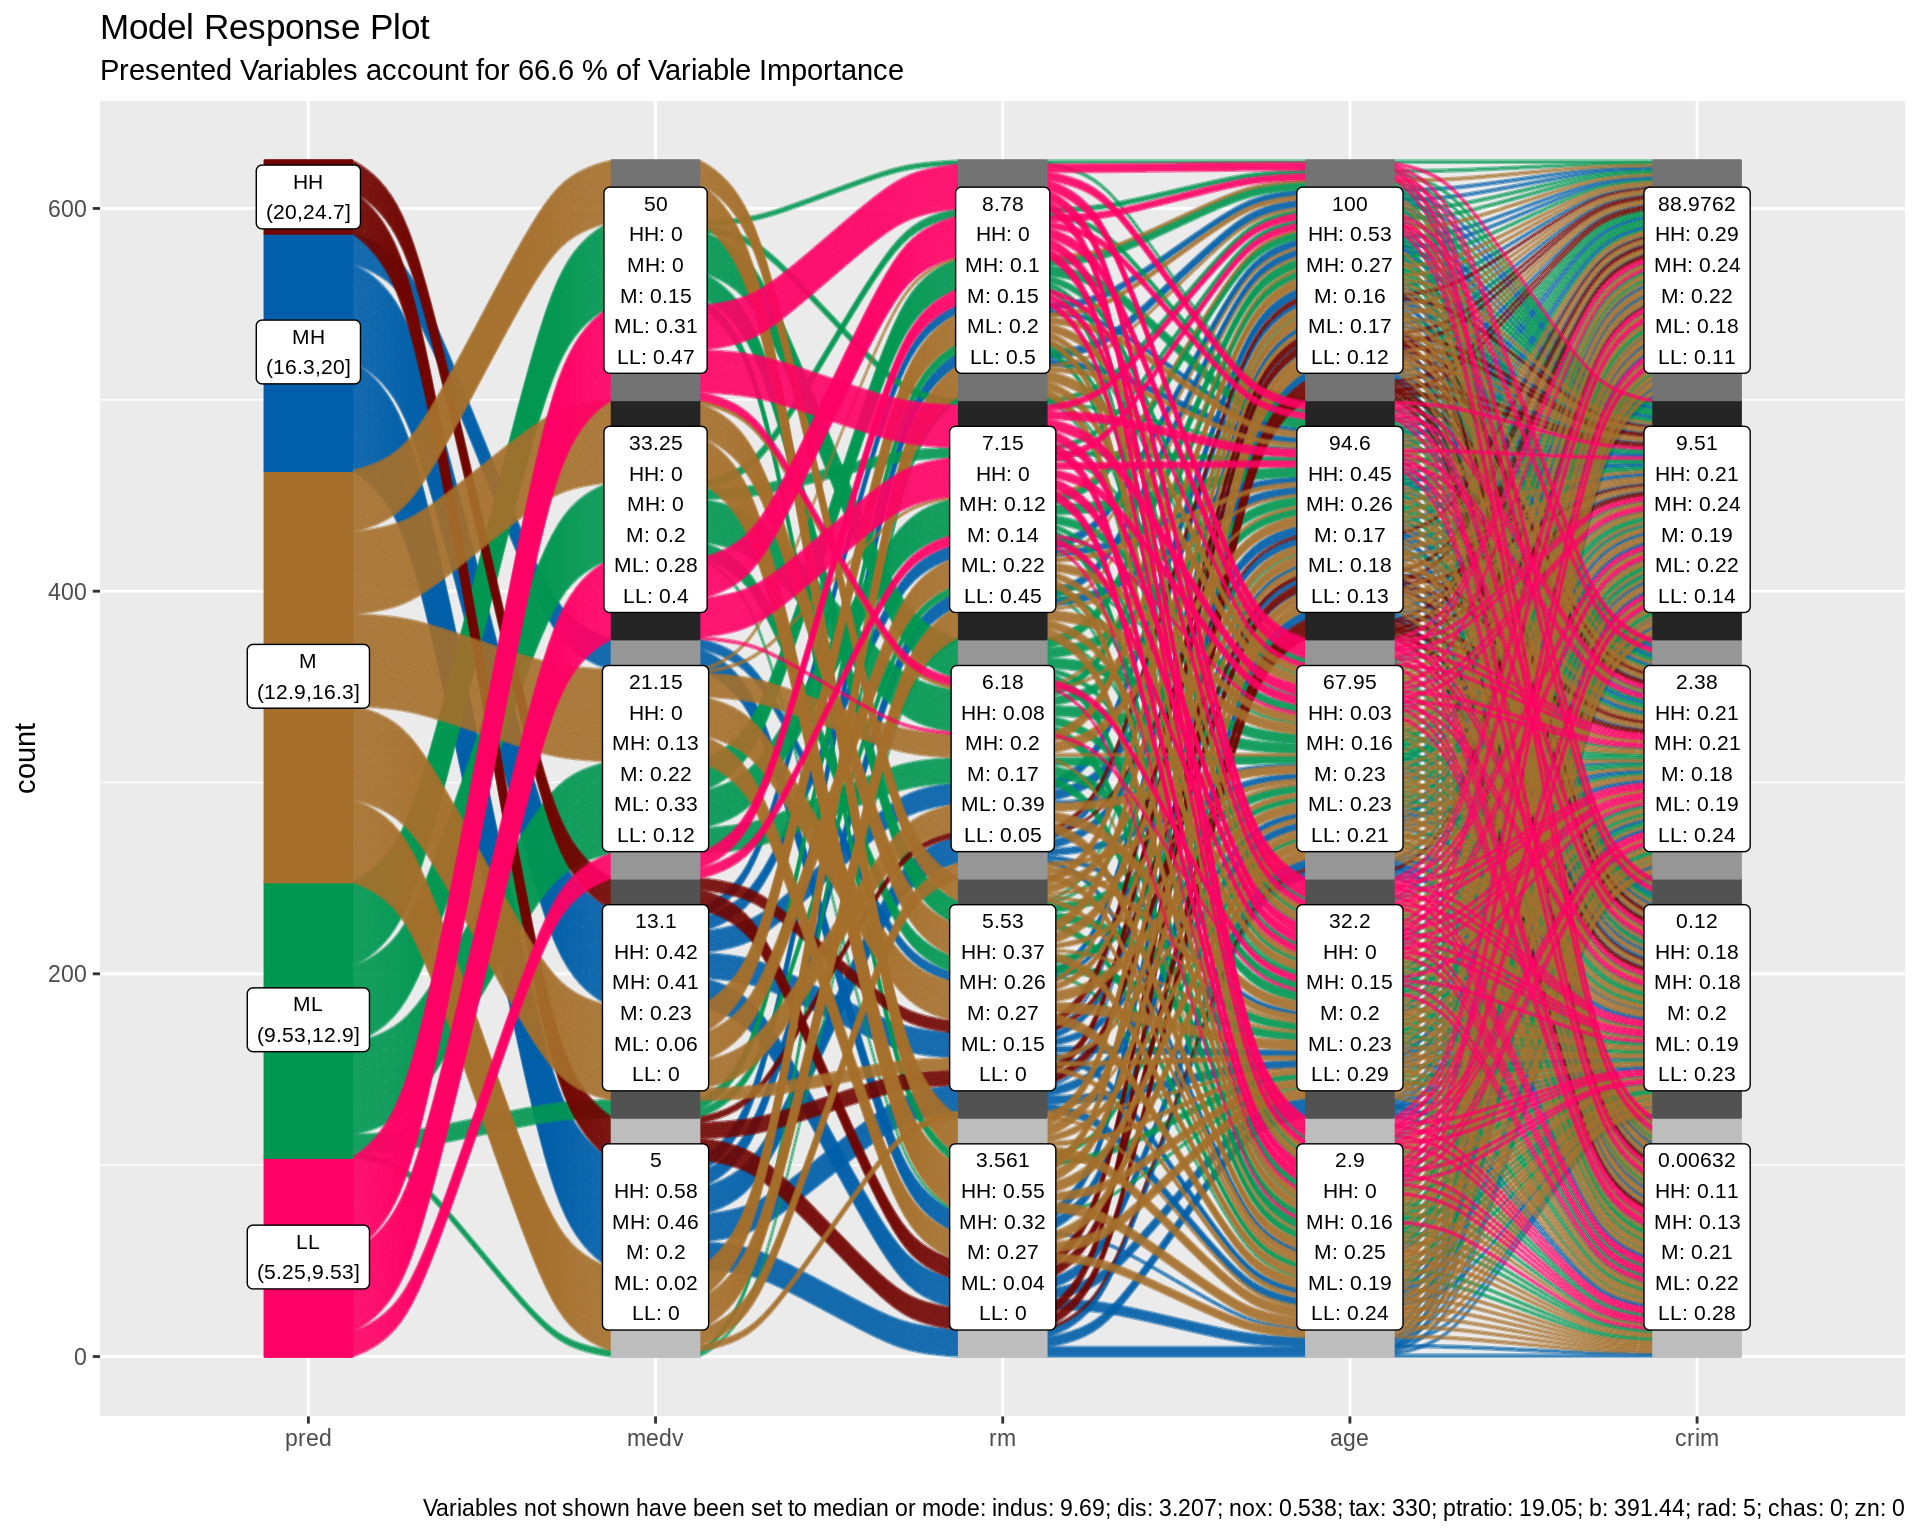 Model Response Plot
Presented Variables account for 66.6 % of Variable Importance
count
600
400
200
0
HH
(20,24.7]
MH
(16.3,20]
M
(12.9,16.3]
ML
(9.53,12.9]
LL
(5.25,9.53]
50
HH: 0
MH: 0
M: 0.15
ML: 0.31
LL: 0.47
33.25
HH: 0
MH: 0
M: 0.2
ML: 0.28
LL: 0.4
21.15
HH: 0
MH: 0.13
M: 0.22
ML: 0.33
LL: 0.12
13.1
HH: 0.42
MH: 0.41
M: 0.23
ML: 0.06
LL: 0
5
HH: 0.58
MH: 0.46
M: 0.2
ML: 0.02
LL: 0
8.78
HH: 0
MH: 0.1
M: 0.15
ML: 0.2
LL: 0.5
7.15
HH: 0
MH: 0.12
M: 0.14
ML: 0.22
LL: 0.45
6.18
HH: 0.08
MH: 0.2
M: 0.17
ML: 0.39
LL: 0.05
5.53
HH: 0.37
MH: 0.26
M: 0.27
ML: 0.15
LL: 0
3.561
HH: 0.55
MH: 0.32
M: 0.27
ML: 0.04
LL: 0
100
HH: 0.53
MH: 0.27
M: 0.16
ML: 0.17
LL: 0.12
94.6
HH: 0.45
MH: 0.26
M: 0.17
ML: 0.18
LL: 0.13
67.95
HH: 0.03
MH: 0.16
M: 0.23
ML: 0.23
LL: 0.21
32.2
HH: 0
MH: 0.15
M: 0.2
ML: 0.23
LL: 0.29
2.9
HH: 0
MH: 0.16
M: 0.25
ML: 0.19
LL: 0.24
88.9762
HH: 0.29
MH: 0.24
M: 0.22
ML: 0.18
LL: 0.11
9.51
HH: 0.21
MH: 0.24
M: 0.19
ML: 0.22
LL: 0.14
2.38
HH: 0.21
MH: 0.21
M: 0.18
ML: 0.19
LL: 0.24
0.12
HH: 0.18
MH: 0.18
M: 0.2
ML: 0.19
LL: 0.23
0.00632
HH: 0.11
MH: 0.13
M: 0.21
ML: 0.22
LL: 0.28
pred
medv
rm
age
crim
Variables not shown have been set to median or mode: indus: 9.69; dis: 3.207; nox: 0.538; tax: 330; ptratio: 19.05; b: 391.44; rad: 5; chas: 0; zn: 0